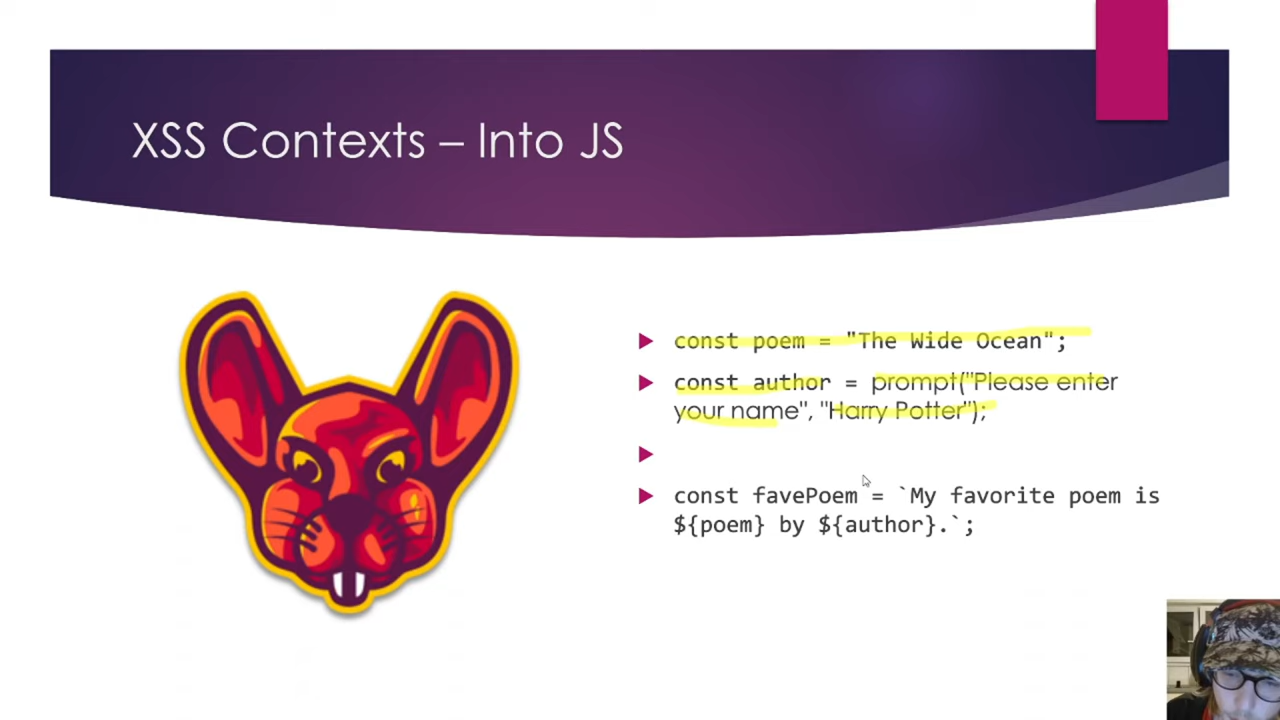 XSS Contexts – Into JS
const poem = "The Wide Ocean";
const author = prompt("Please enter
your name", "Harry Potter");
const favePoem = `My favorite poem is
${poem} by ${author}.`;